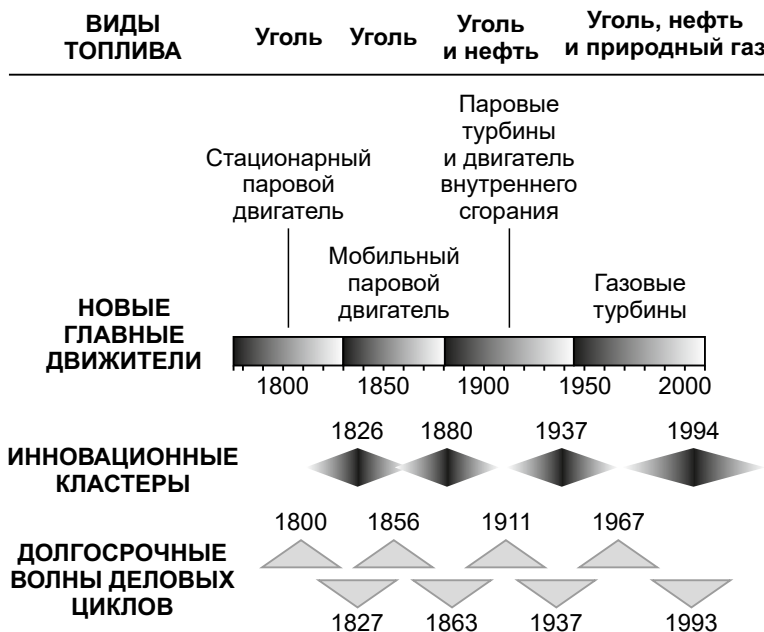 ВИДЫ
ТОПЛИВА
Уголь
Уголь
Уголь
и нефть
Уголь, нефть
и природный газ
Стационарный
паровой
двигатель
Мобильный
паровой
двигатель
Паровые
турбины
и двигатель
внутреннего
сгорания
Газовые
турбины
НОВЫЕ
ГЛАВНЫЕ
ДВИЖИТЕЛИ
1800 1850 1900 1950 2000
ИННОВАЦИОННЫЕ
КЛАСТЕРЫ
1826 1880 1937 1994
ДОЛГОСРОЧНЫЕ
ВОЛНЫ ДЕЛОВЫХ
ЦИКЛОВ
1800 1856 1911 1967
1827 1863 1937 1993